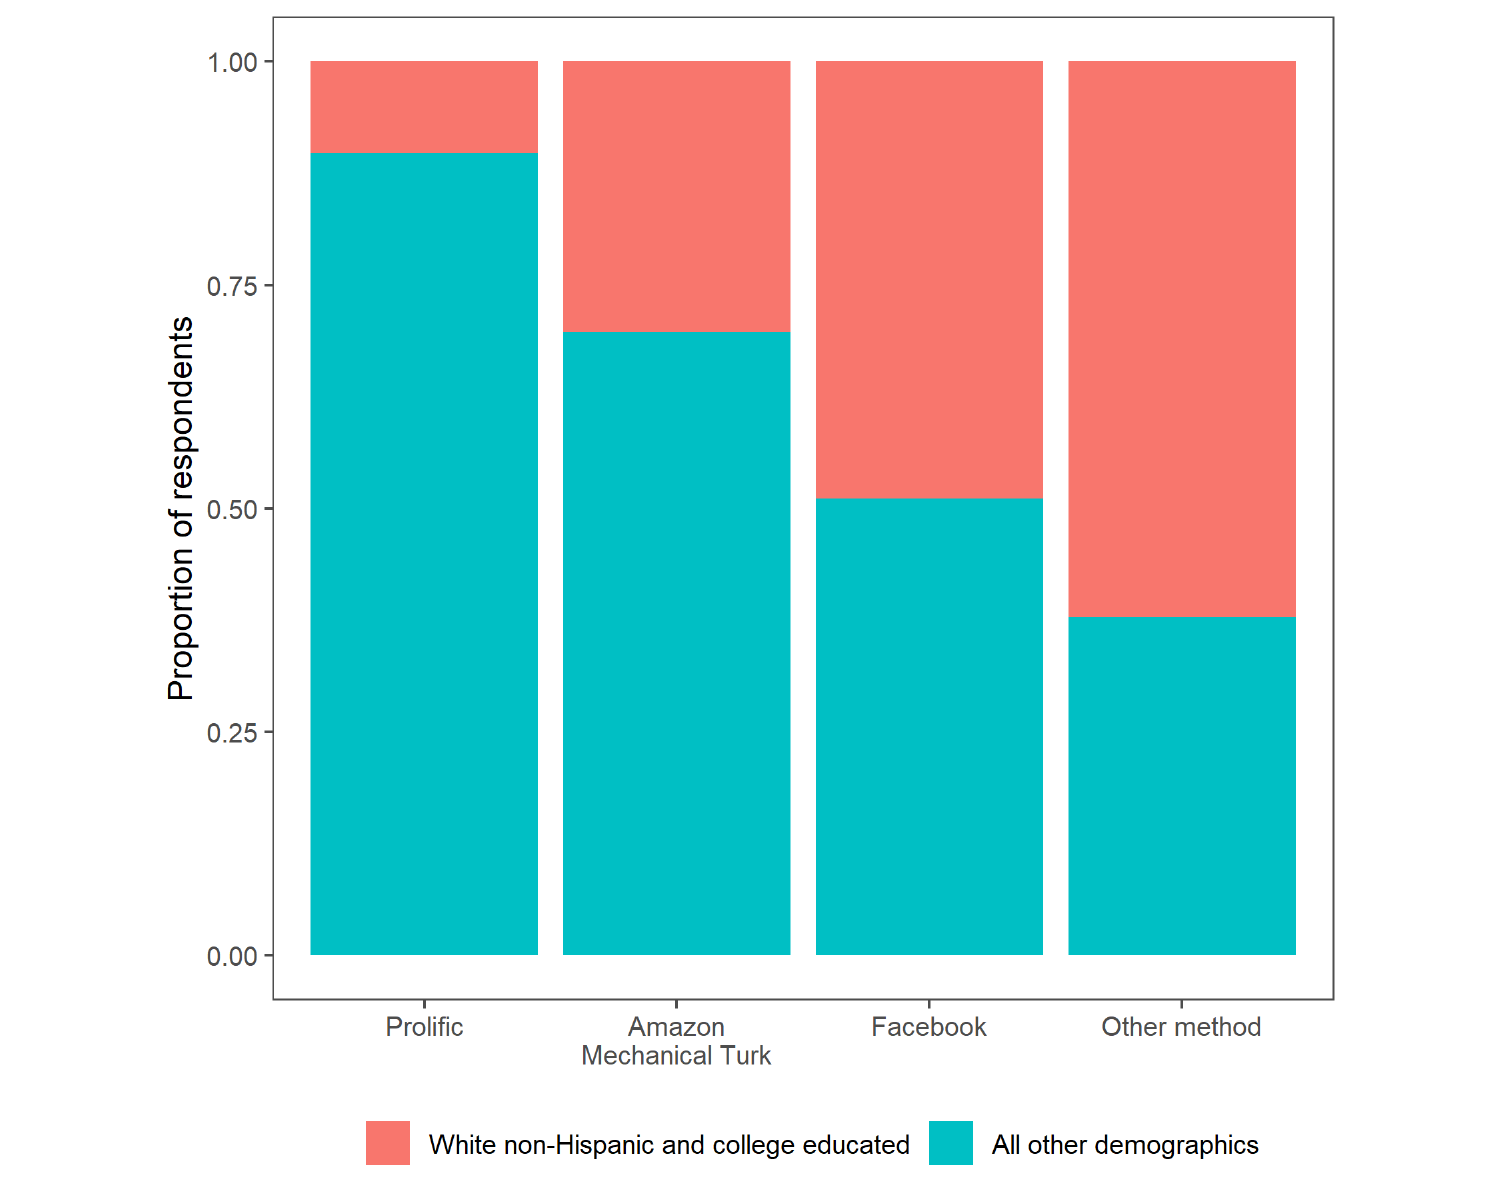 1.00
0.75
0.50
0.25
0.00
Proportion of respondents
Prolific
Amazon
Mechanical Turk
Facebook
Other method
White non-Hispanic and college educated
All other demographics